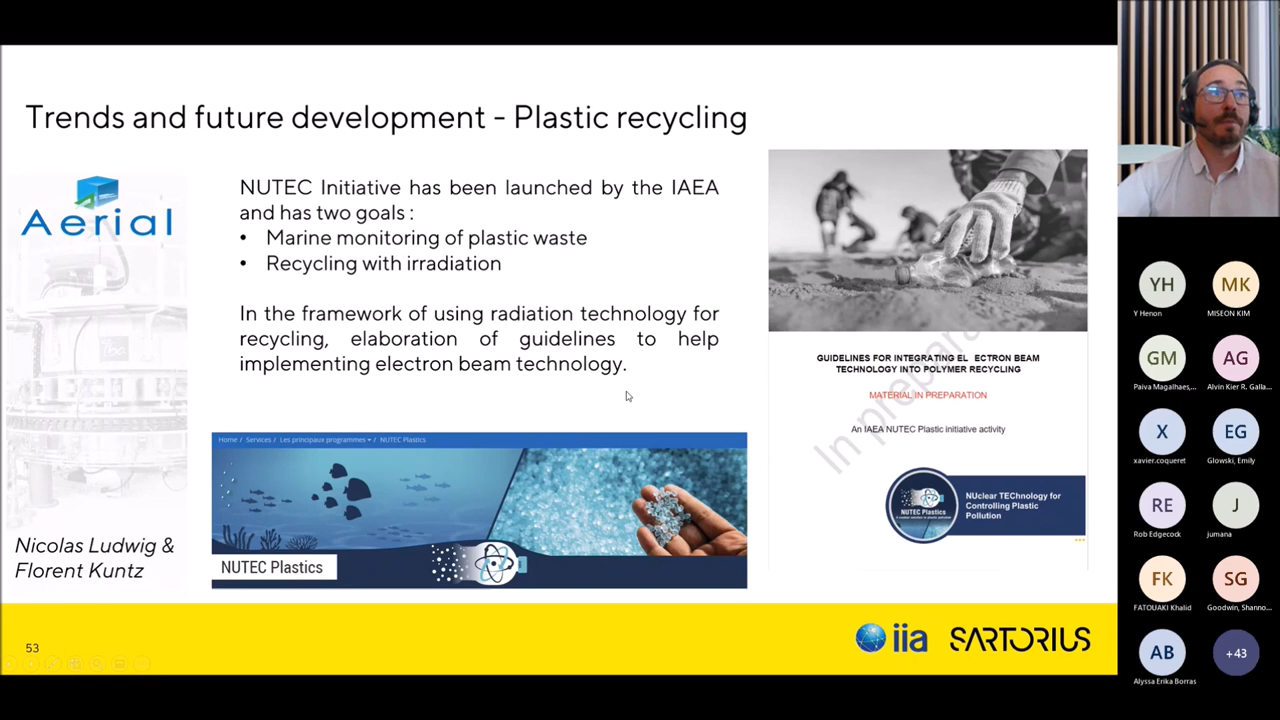 Trends and future development - Plastic recycling
Aerial
NUTEC Initiative has been launched by the IAEA
and has two goals :
• Marine monitoring of plastic waste
• Recycling with irradiation
In the framework of using radiation technology for
recycling, elaboration of guidelines to help
implementing electron beam technology.
Nicolas Ludwig &
Florent Kuntz
Home / Services / Les principaux programmes / NUTEC Plastics
NUTEC Plastics
GUIDELINES FOR INTEGRATING EL ECTRON BEAM
TECHNOLOGY INTO POLYMER RECYCLING
MATERIAL IN PREPARATION
An IAEA NUTEC Plastic initiative activity
In prepara
NUTEC Plastics
NUclear TEChnology for
Controlling Plastic
Pollution
53
iia
SARTORIUS
YH
Y Henon
MK
MISEON KIM
GM
Paiva Magalhaes,...
AG
Alvin Kier R. Galla...
X
xavier.coqueret
EG
Glowski, Emily
RE
Rob Edgecock
J
jumana
FK
FATOUAKI Khalid
SG
Goodwin, Shanno...
AB
Alyssa Erika Borras
+43